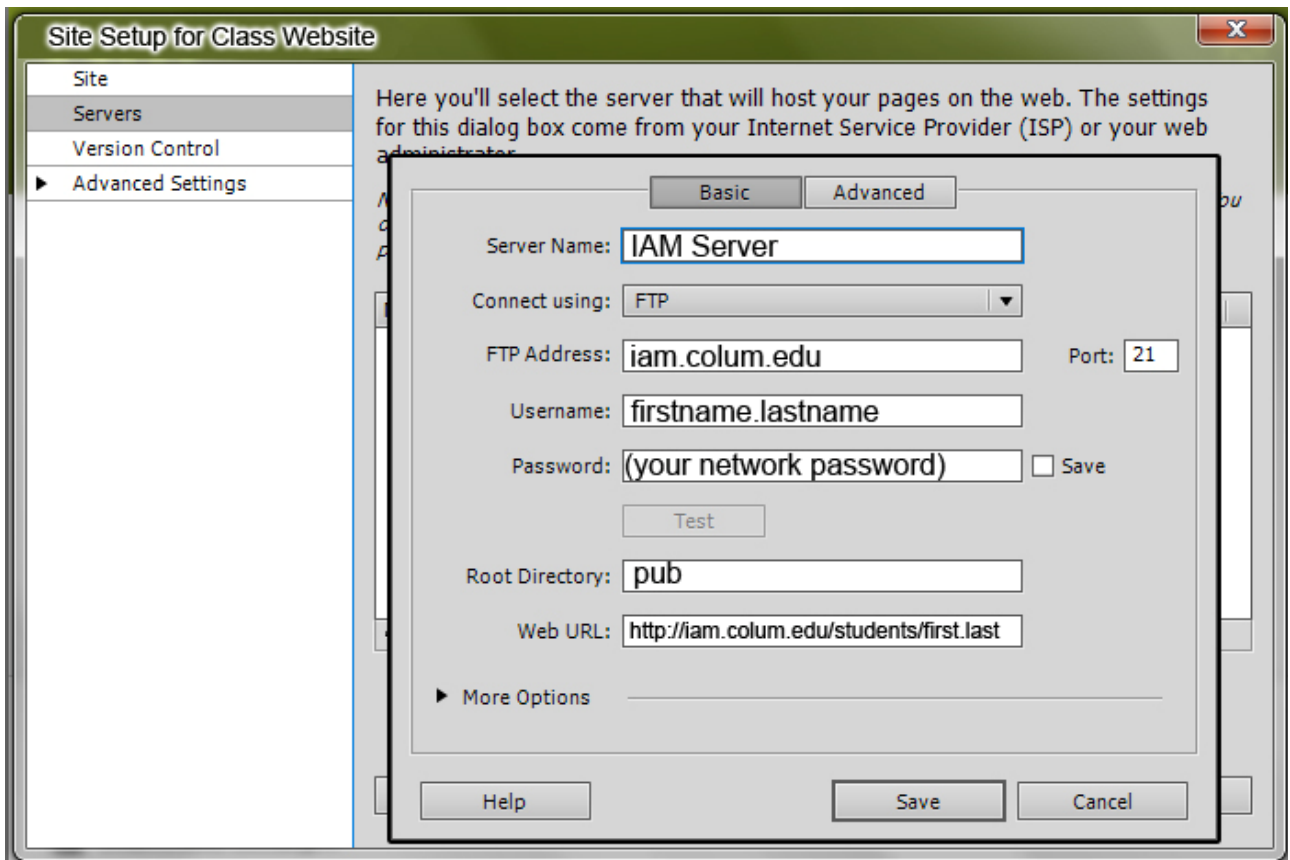 Site Setup for Class Website
x
Site
Servers
Version Control
Advanced Settings
Here you'll select the server that will host your pages on the web. The settings
for this dialog box come from your Internet Service Provider (ISP) or your web
administrator.
Basic
Advanced
Server Name: IAM Server
Connect using: FTP
FTP Address: iam.colum.edu Port: 21
Username: firstname.lastname
Password: (your network password) Save
Test
Root Directory: pub
Web URL: http://iam.colum.edu/students/first.last
More Options
Help
Save
Cancel